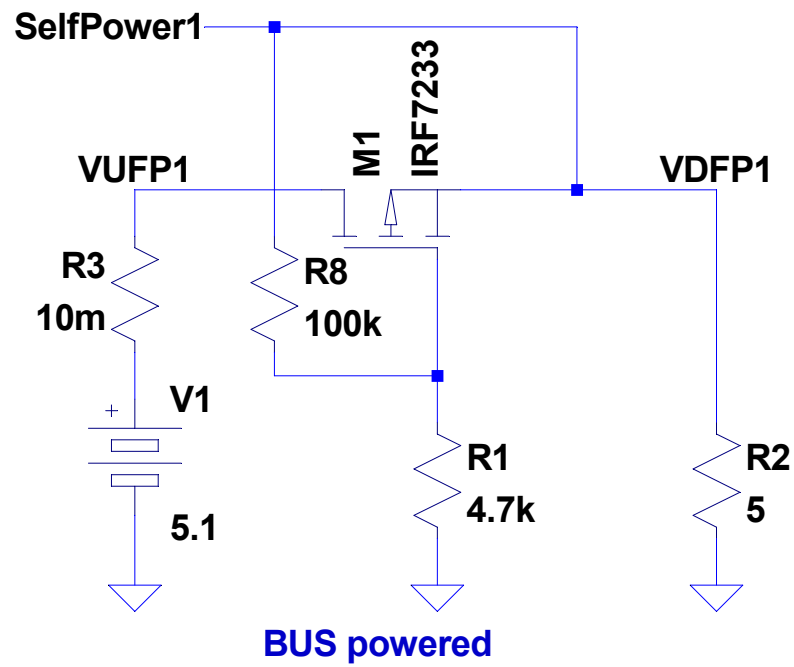 SelfPower1
M1
IRF7233
VUFP1
VDFP1
R3
10m
R8
100k
+
V1
5.1
R1
4.7k
R2
5
BUS powered